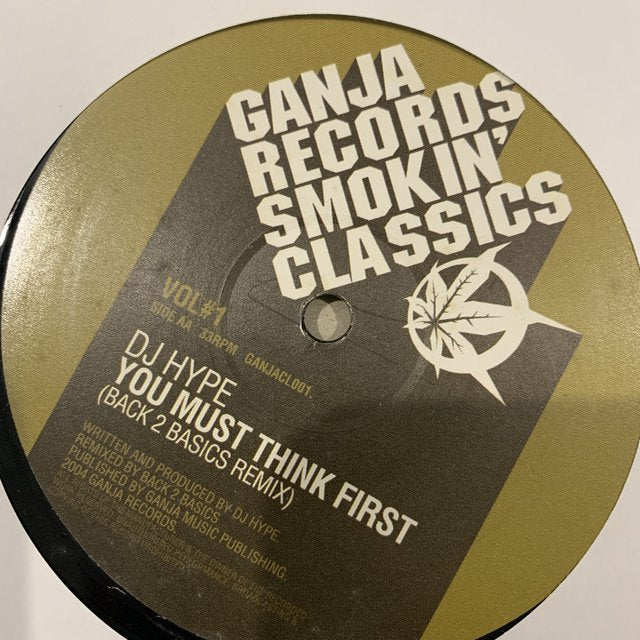 GANJA
RECORDS
SMOKIN'
CLASSICS
VOL#1
SIDE AA 33RPM GANJACL001.
DJ HYPE
YOU MUST THINK FIRST
(BACK 2 BASICS REMIX)
WRITTEN AND PRODUCED BY DJ HYPE.
REMIXED BY BACK 2 BASICS
PUBLISHED BY GANJA MUSIC PUBLISHING
2004 GANJA RECORDS